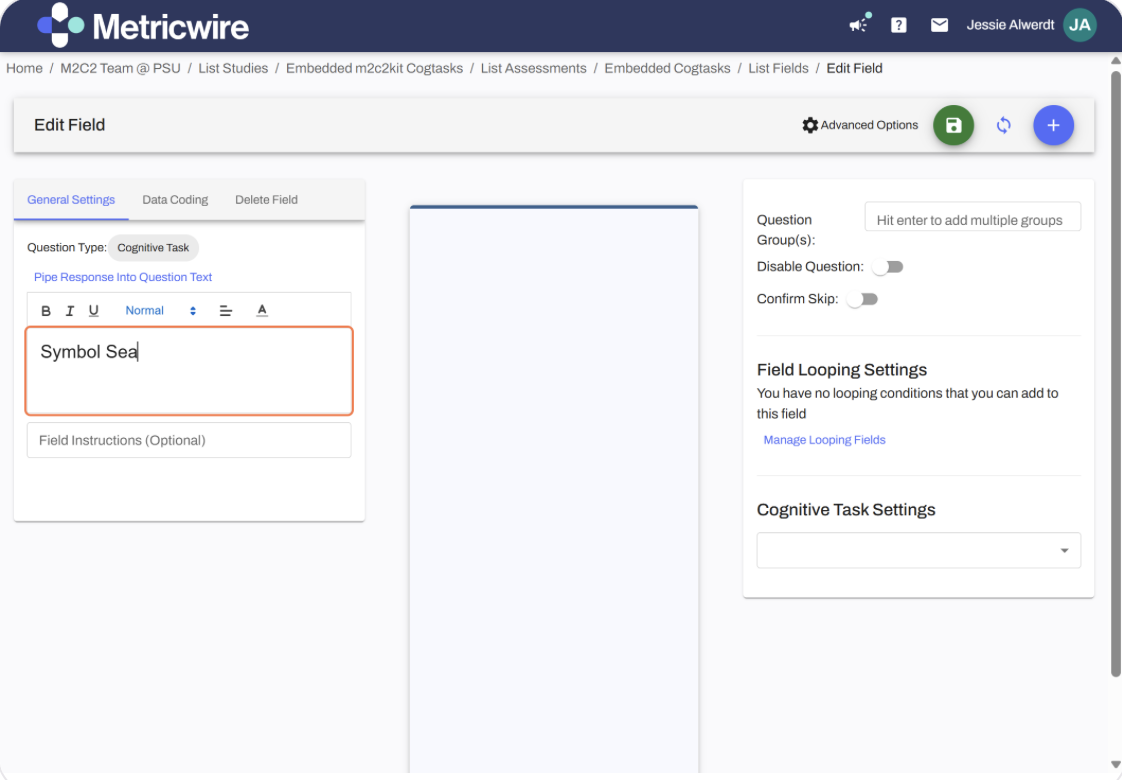 Metricwire
?
Jessie Alwerdt
JA
Home / M2C2 Team @ PSU / List Studies / Embedded m2c2kit Cogtasks / List Assessments / Embedded Cogtasks / List Fields / Edit Field
Edit Field
Advanced Options
General Settings
Data Coding
Delete Field
Question Type: Cognitive Task
Pipe Response Into Question Text
B I U Normal A
Symbol Sea
Field Instructions (Optional)
Question
Group(s):
Hit enter to add multiple groups
Disable Question:
Confirm Skip:
Field Looping Settings
You have no looping conditions that you can add to
this field
Manage Looping Fields
Cognitive Task Settings